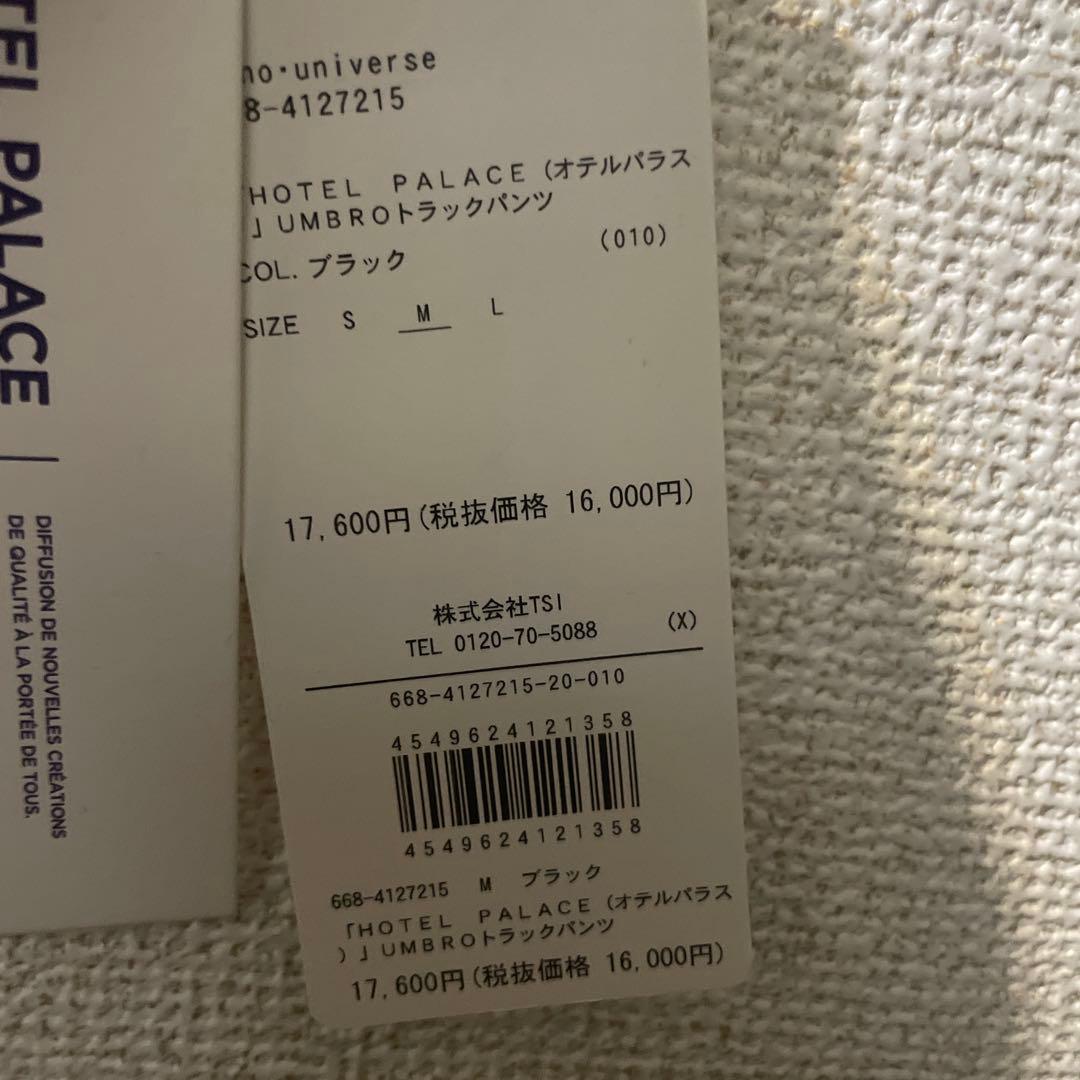 TEL PALACE |
DIFFUSION DE NOUVELLES CRÉATIONS
DE QUALITÉ À LA PORTÉE DE TOUS.
no・universe
8-4127215
HOTEL PALACE（オテルパラス
）」UMBROトラックパンツ
COL. ブラック (010)
SIZE S M L
17,600円(税抜価格 16,000円)
株式会社TSI
TEL 0120-70-5088 (X)
668-4127215-20-010
4549624121358
4549624121358
668-4127215 M ブラック
「HOTEL PALACE（オテルパラス
）」UMBROトラックパンツ
17,600円(税抜価格 16,000円)